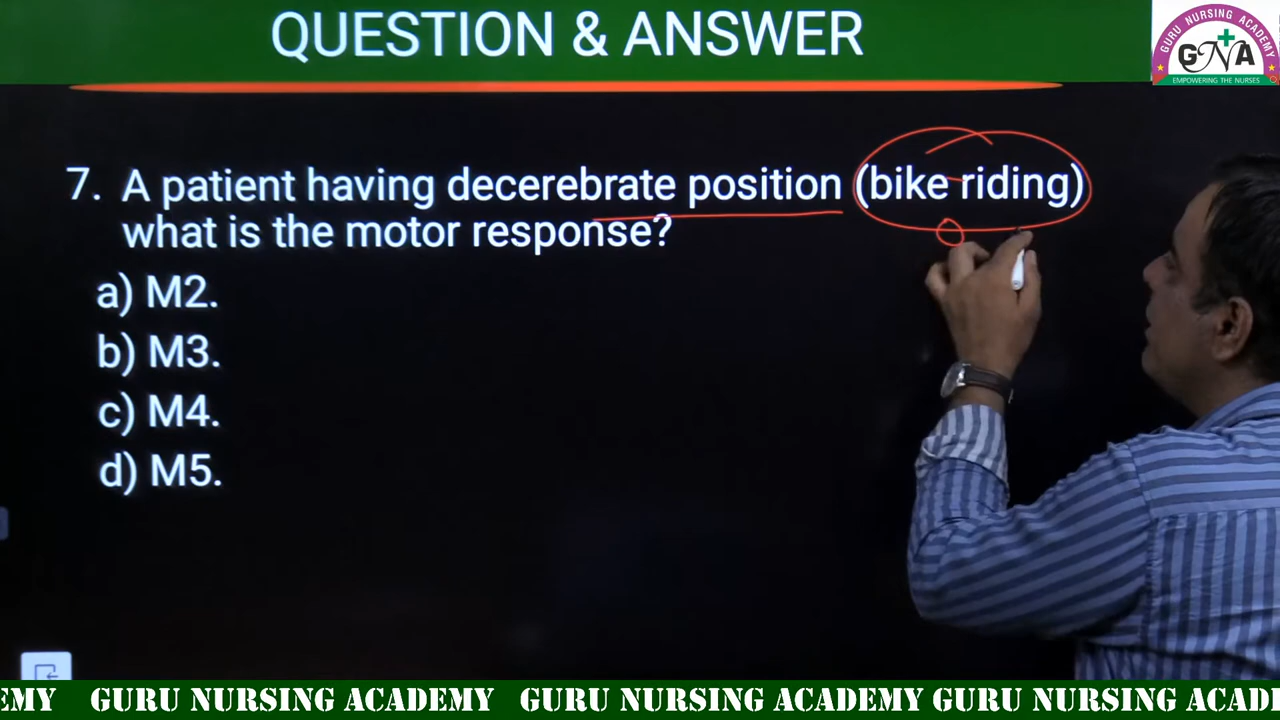 QUESTION & ANSWER
GURU NURSING ACADEMY
GNA
EMPOWERING THE NURSES
7. A patient having decerebrate position (bike riding)
what is the motor response?
a) M2.
b) M3.
c) M4.
d) M5.
EMY GURU NURSING ACADEMY GURU NURSING ACADEMY GURU NURSING ACADE